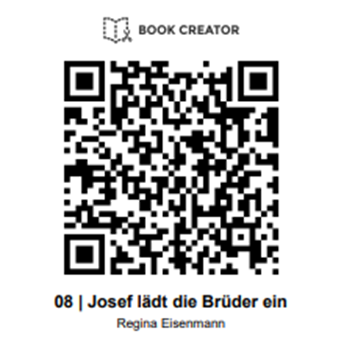 BOOK CREATOR
08 | Josef lädt die Brüder ein
Regina Eisenmann